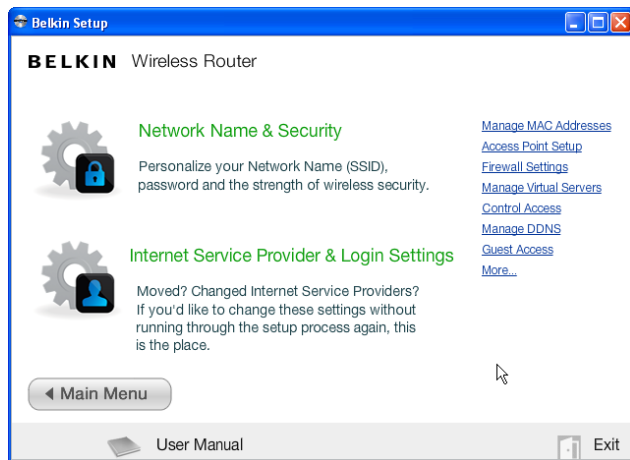 Belkin Setup
BELKIN Wireless Router
Network Name & Security
Personalize your Network Name (SSID),
password and the strength of wireless security.
Internet Service Provider & Login Settings
Moved? Changed Internet Service Providers?
If you'd like to change these settings without
running through the setup process again, this
is the place.
Manage MAC Addresses
Access Point Setup
Firewall Settings
Manage Virtual Servers
Control Access
Manage DDNS
Guest Access
More...
Main Menu
User Manual
Exit